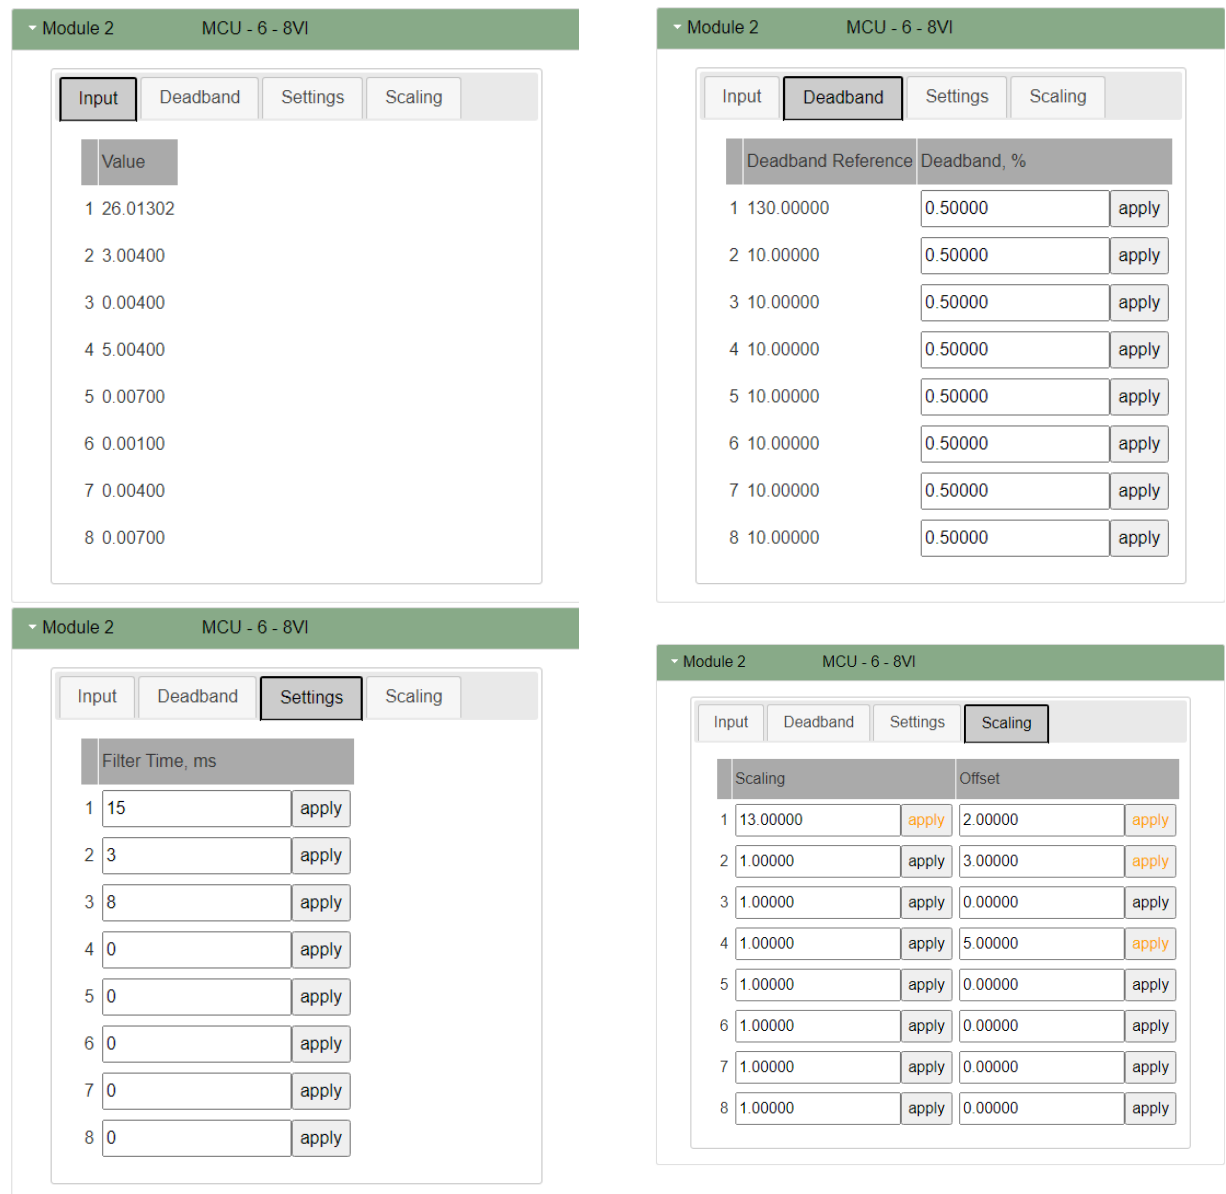 Module 2 MCU - 6 - 8VI
Input Deadband Settings Scaling
Value
1 26.01302
2 3.00400
3 0.00400
4 5.00400
5 0.00700
6 0.00100
7 0.00400
8 0.00700
Module 2 MCU - 6 - 8VI
Input Deadband Settings Scaling
Deadband Reference Deadband, %
1 130.00000 0.50000 apply
2 10.00000 0.50000 apply
3 10.00000 0.50000 apply
4 10.00000 0.50000 apply
5 10.00000 0.50000 apply
6 10.00000 0.50000 apply
7 10.00000 0.50000 apply
8 10.00000 0.50000 apply
Module 2 MCU - 6 - 8VI
Input Deadband Settings Scaling
Filter Time, ms
1 15 apply
2 3 apply
3 8 apply
4 0 apply
5 0 apply
6 0 apply
7 0 apply
8 0 apply
Module 2 MCU - 6 - 8VI
Input Deadband Settings Scaling
Scaling Offset
1 13.00000 apply 2.00000 apply
2 1.00000 apply 3.00000 apply
3 1.00000 apply 0.00000 apply
4 1.00000 apply 5.00000 apply
5 1.00000 apply 0.00000 apply
6 1.00000 apply 0.00000 apply
7 1.00000 apply 0.00000 apply
8 1.00000 apply 0.00000 apply